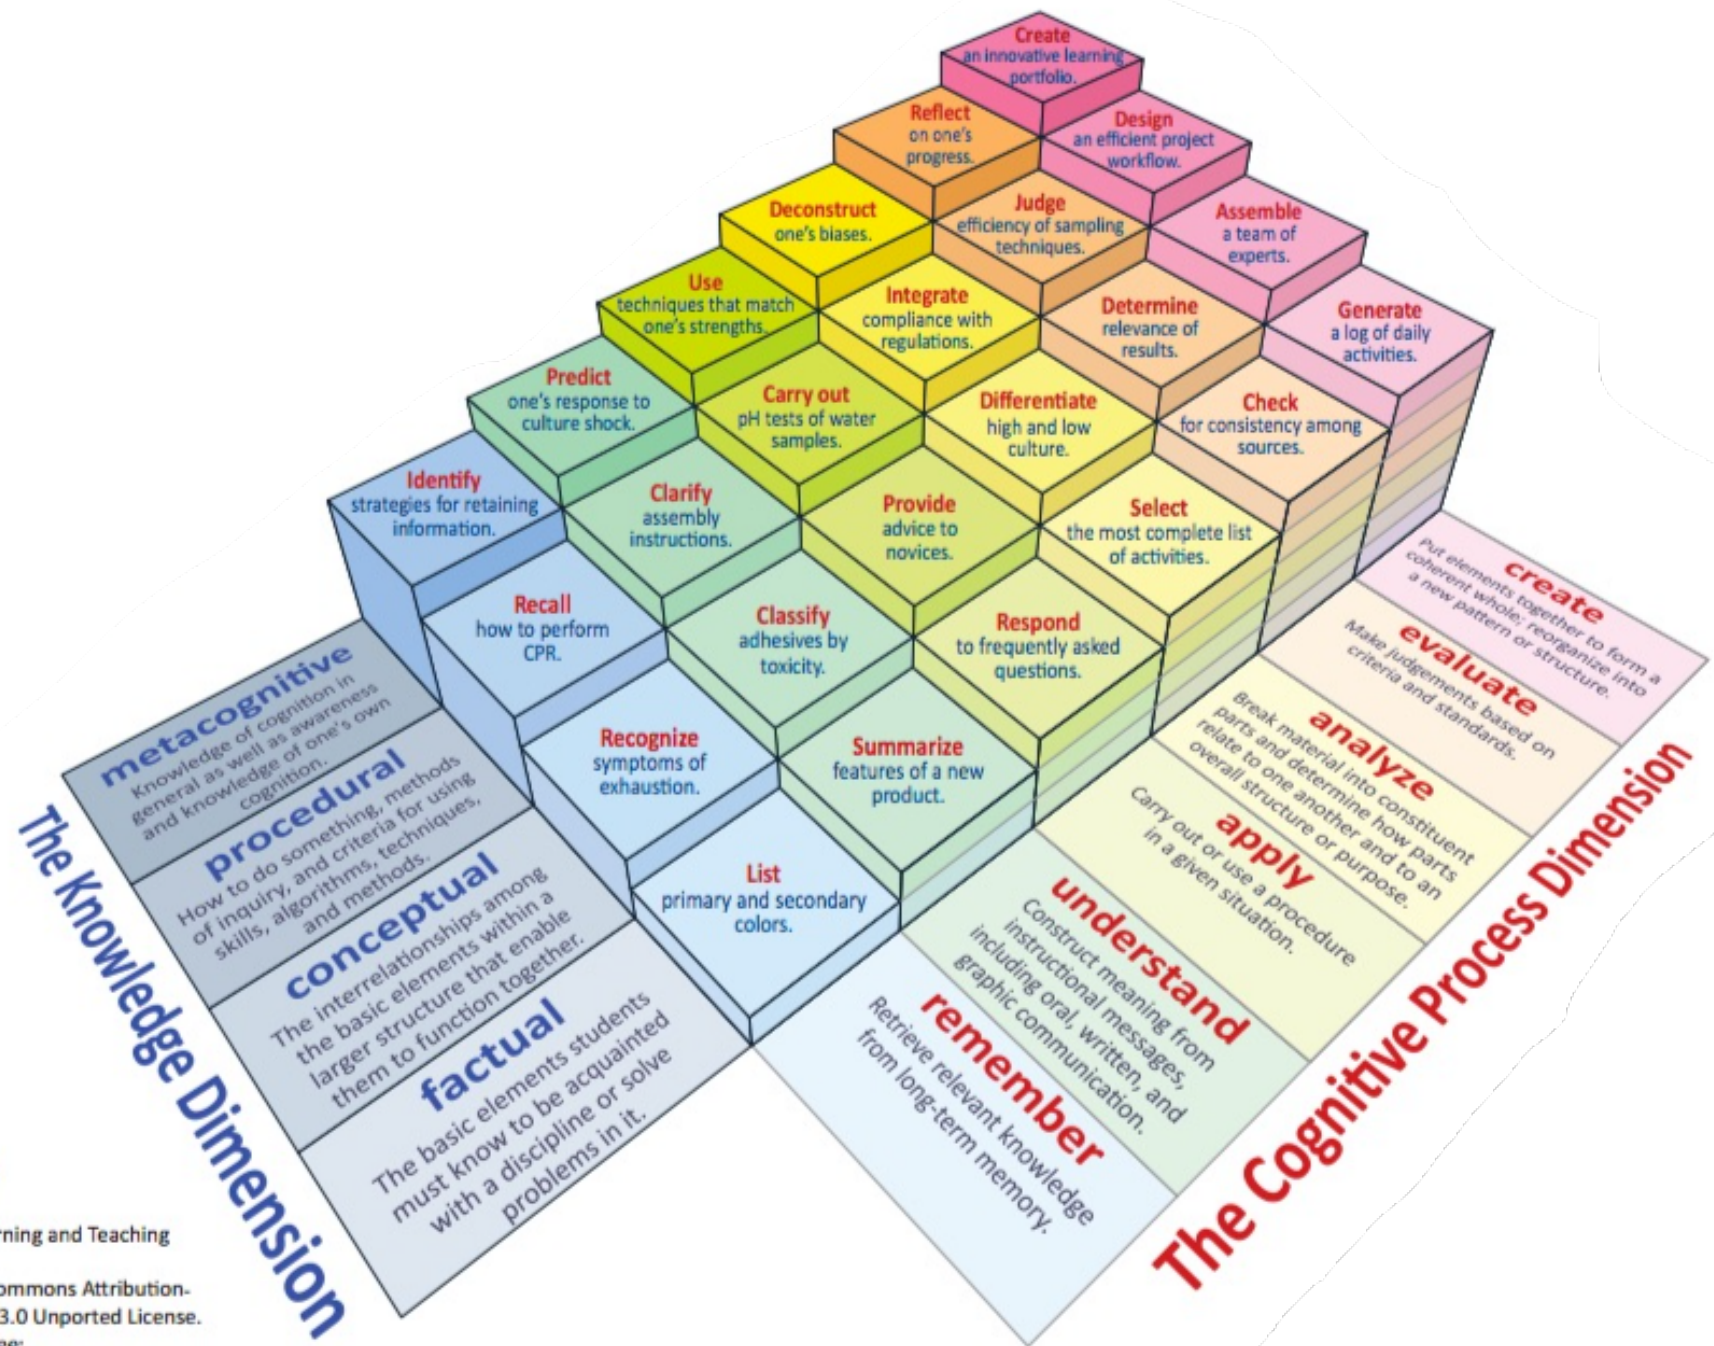 Create
an innovative learning
portfolio.
Reflect
on one's
progress.
Design
an efficient project
workflow.
Deconstruct
one's biases.
Judge
efficiency of sampling
techniques.
Assemble
a team of
experts.
Use
techniques that match
one's strengths.
Integrate
compliance with
regulations.
Determine
relevance of
results.
Generate
a log of daily
activities.
Predict
one's response to
culture shock.
Carry out
pH tests of water
samples.
Differentiate
high and low
culture.
Check
for consistency among
sources.
Identify
strategies for retaining
information.
Clarify
assembly
instructions.
Provide
advice to
novices.
Select
the most complete list
of activities.
Recall
how to perform
CPR.
Classify
adhesives by
toxicity.
Respond
to frequently asked
questions.
Recognize
symptoms of
exhaustion.
Summarize
features of a new
product.
List
primary and secondary
colors.
metacognitive
Knowledge of cognition in
general as well as awareness
and knowledge of one's own
cognition.
procedural
How to do something, methods
of inquiry, and criteria for using
skills, algorithms, techniques,
and methods.
conceptual
The interrelationships among
the basic elements within a
larger structure that enable
them to function together.
factual
The basic elements students
must know to be acquainted
with a discipline or solve
problems in it.
The Knowledge Dimension
create
Put elements together to form a
coherent whole; reorganize into
a new pattern or structure.
evaluate
Make judgements based on
criteria and standards.
analyze
Break material into constituent
parts and determine how parts
relate to one another and to an
overall structure or purpose.
apply
Carry out or use a procedure
in a given situation.
understand
Construct meaning from
instructional messages,
including oral, written, and
graphic communication.
remember
Retrieve relevant knowledge
from long-term memory.
The Cognitive Process Dimension
rning and Teaching
ommons Attribution-
3.0 Unported License.